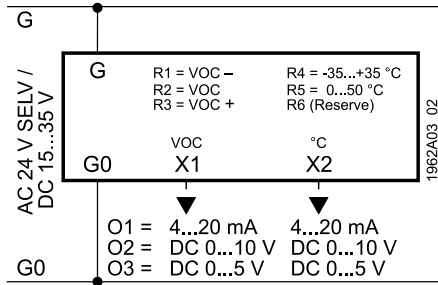 G
AC 24 V SELV /
DC 15...35 V
G
R1 = VOC – R4 = -35...+35 °C
R2 = VOC R5 = 0...50 °C
R3 = VOC + R6 (Reserve)
VOC °C
G0 X1 X2
1962A03 02
O1 = 4...20 mA 4...20 mA
O2 = DC 0...10 V DC 0...10 V
O3 = DC 0...5 V DC 0...5 V
G0